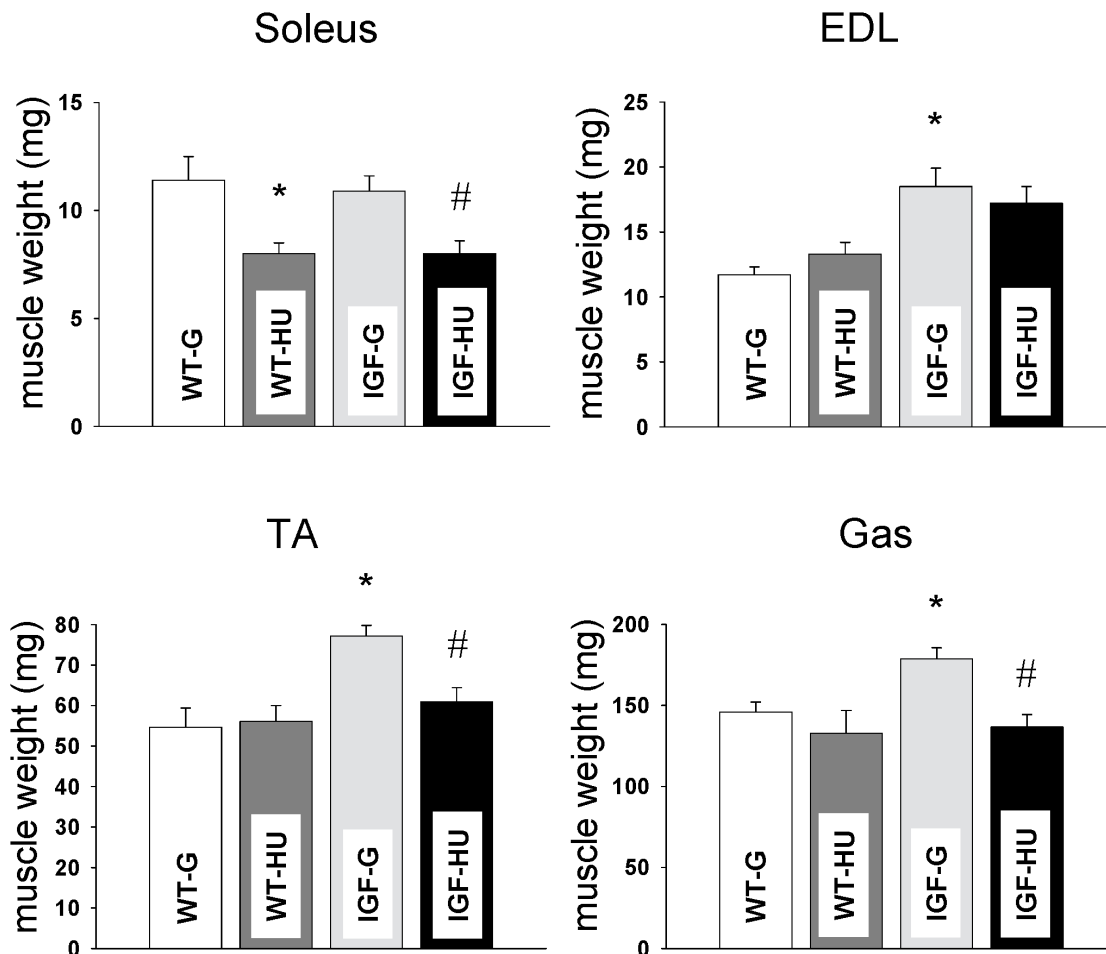 Soleus
muscle weight (mg)
15
10
5
0
*
#
WT-G
WT-HU
IGF-G
IGF-HU
EDL
muscle weight (mg)
25
20
15
10
5
0
*
WT-G
WT-HU
IGF-G
IGF-HU
TA
muscle weight (mg)
80
70
60
50
40
30
20
10
0
*
#
WT-G
WT-HU
IGF-G
IGF-HU
Gas
muscle weight (mg)
200
150
100
50
0
*
#
WT-G
WT-HU
IGF-G
IGF-HU